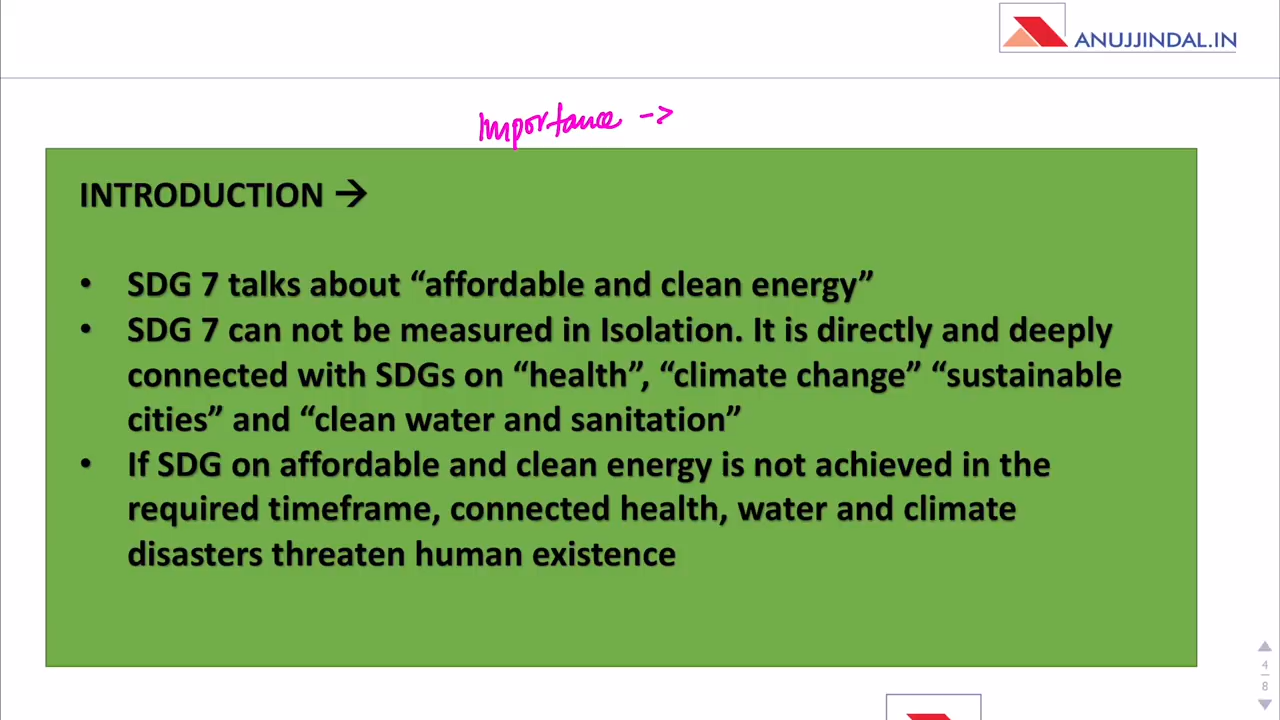 ANUJJINDAL.IN
Importance ->
INTRODUCTION →
• SDG 7 talks about “affordable and clean energy”
• SDG 7 can not be measured in Isolation. It is directly and deeply
connected with SDGs on “health”, “climate change” “sustainable
cities” and “clean water and sanitation”
• If SDG on affordable and clean energy is not achieved in the
required timeframe, connected health, water and climate
disasters threaten human existence
4
8